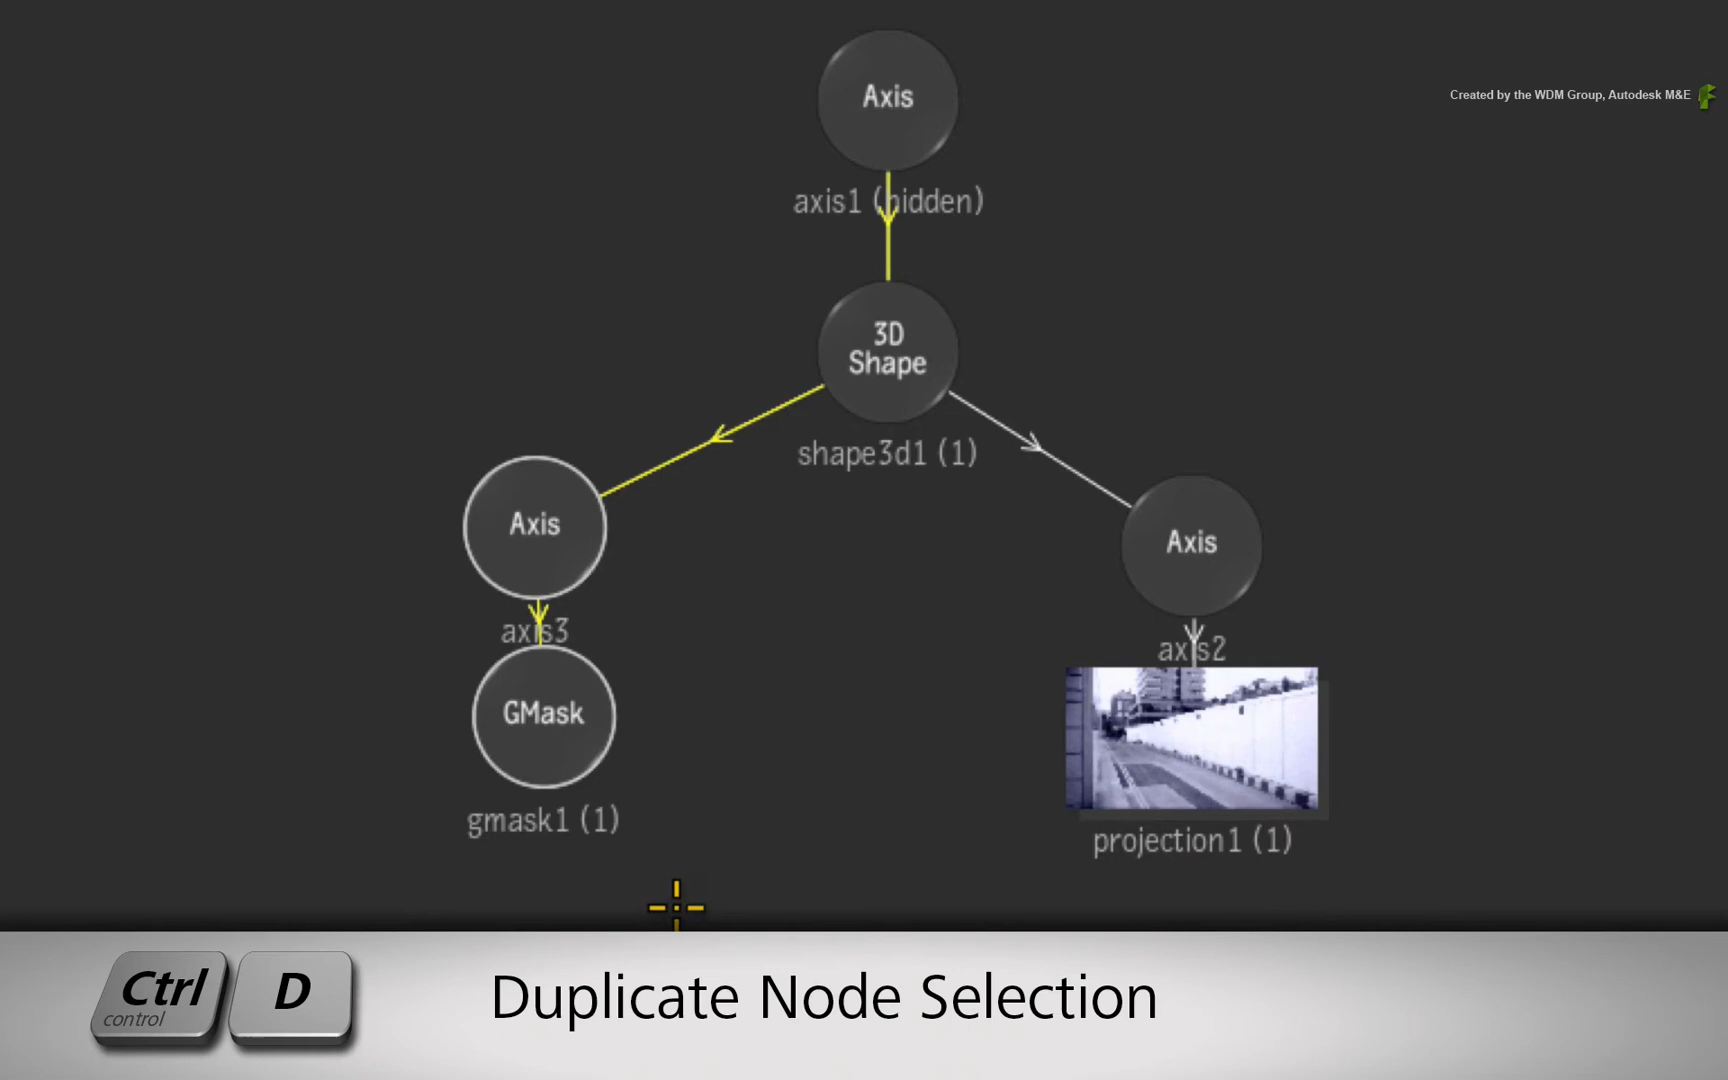 Axis
Created by the WDM Group, Autodesk M&E
axis1 (hidden)
3D
Shape
shape3d1 (1)
Axis
axis3
GMask
gmask1 (1)
Axis
axis2
projection1 (1)
Ctrl
control
D
Duplicate Node Selection